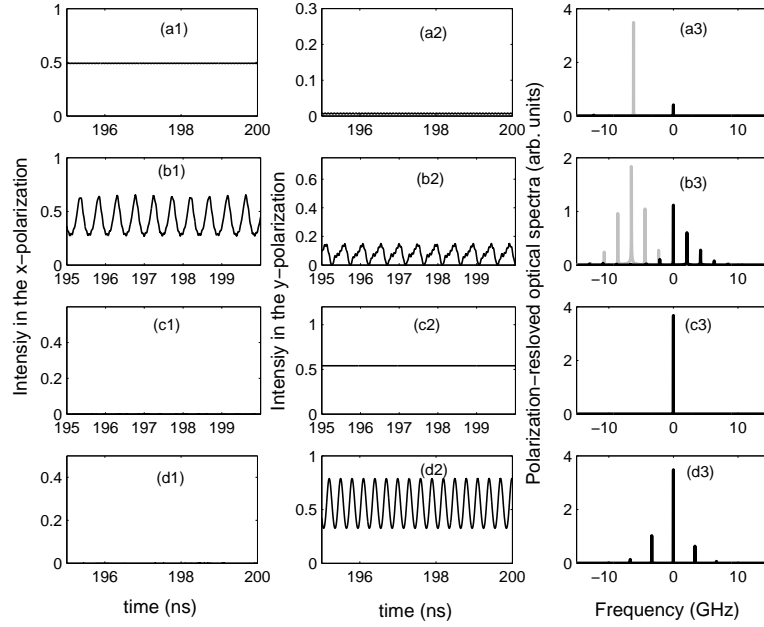 Intensiy in the x−polarization
Intensiy in the y−polarization
Polarization−resloved optical spectra (arb. units)
(a1)
1
0.5
0
196 198 200
(a2)
0.3
0.2
0.1
0
196 198 200
(a3)
4
2
0
−10 0 10
(b1)
1
0.5
0
195 196 197 198 199
(b2)
0.6
0.4
0.2
0
195 196 197 198 199
(b3)
2
1
0
−10 0 10
(c1)
0.4
0.2
0
195 196 197 198 199
(c2)
1
0.5
0
195 196 197 198 199
(c3)
4
2
0
−10 0 10
(d1)
0.4
0.2
0
196 198 200
(d2)
1
0.5
0
196 198 200
(d3)
4
2
0
−10 0 10
time (ns)
time (ns)
Frequency (GHz)